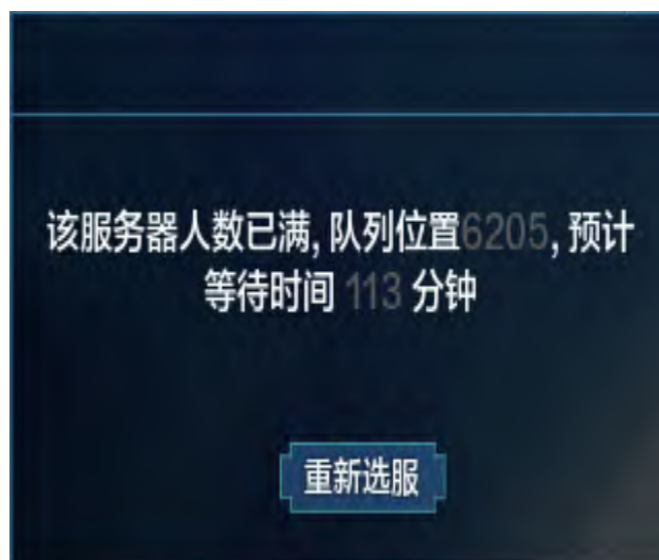 该服务器人数已满, 队列位置6205, 预计
等待时间 113 分钟
重新选服